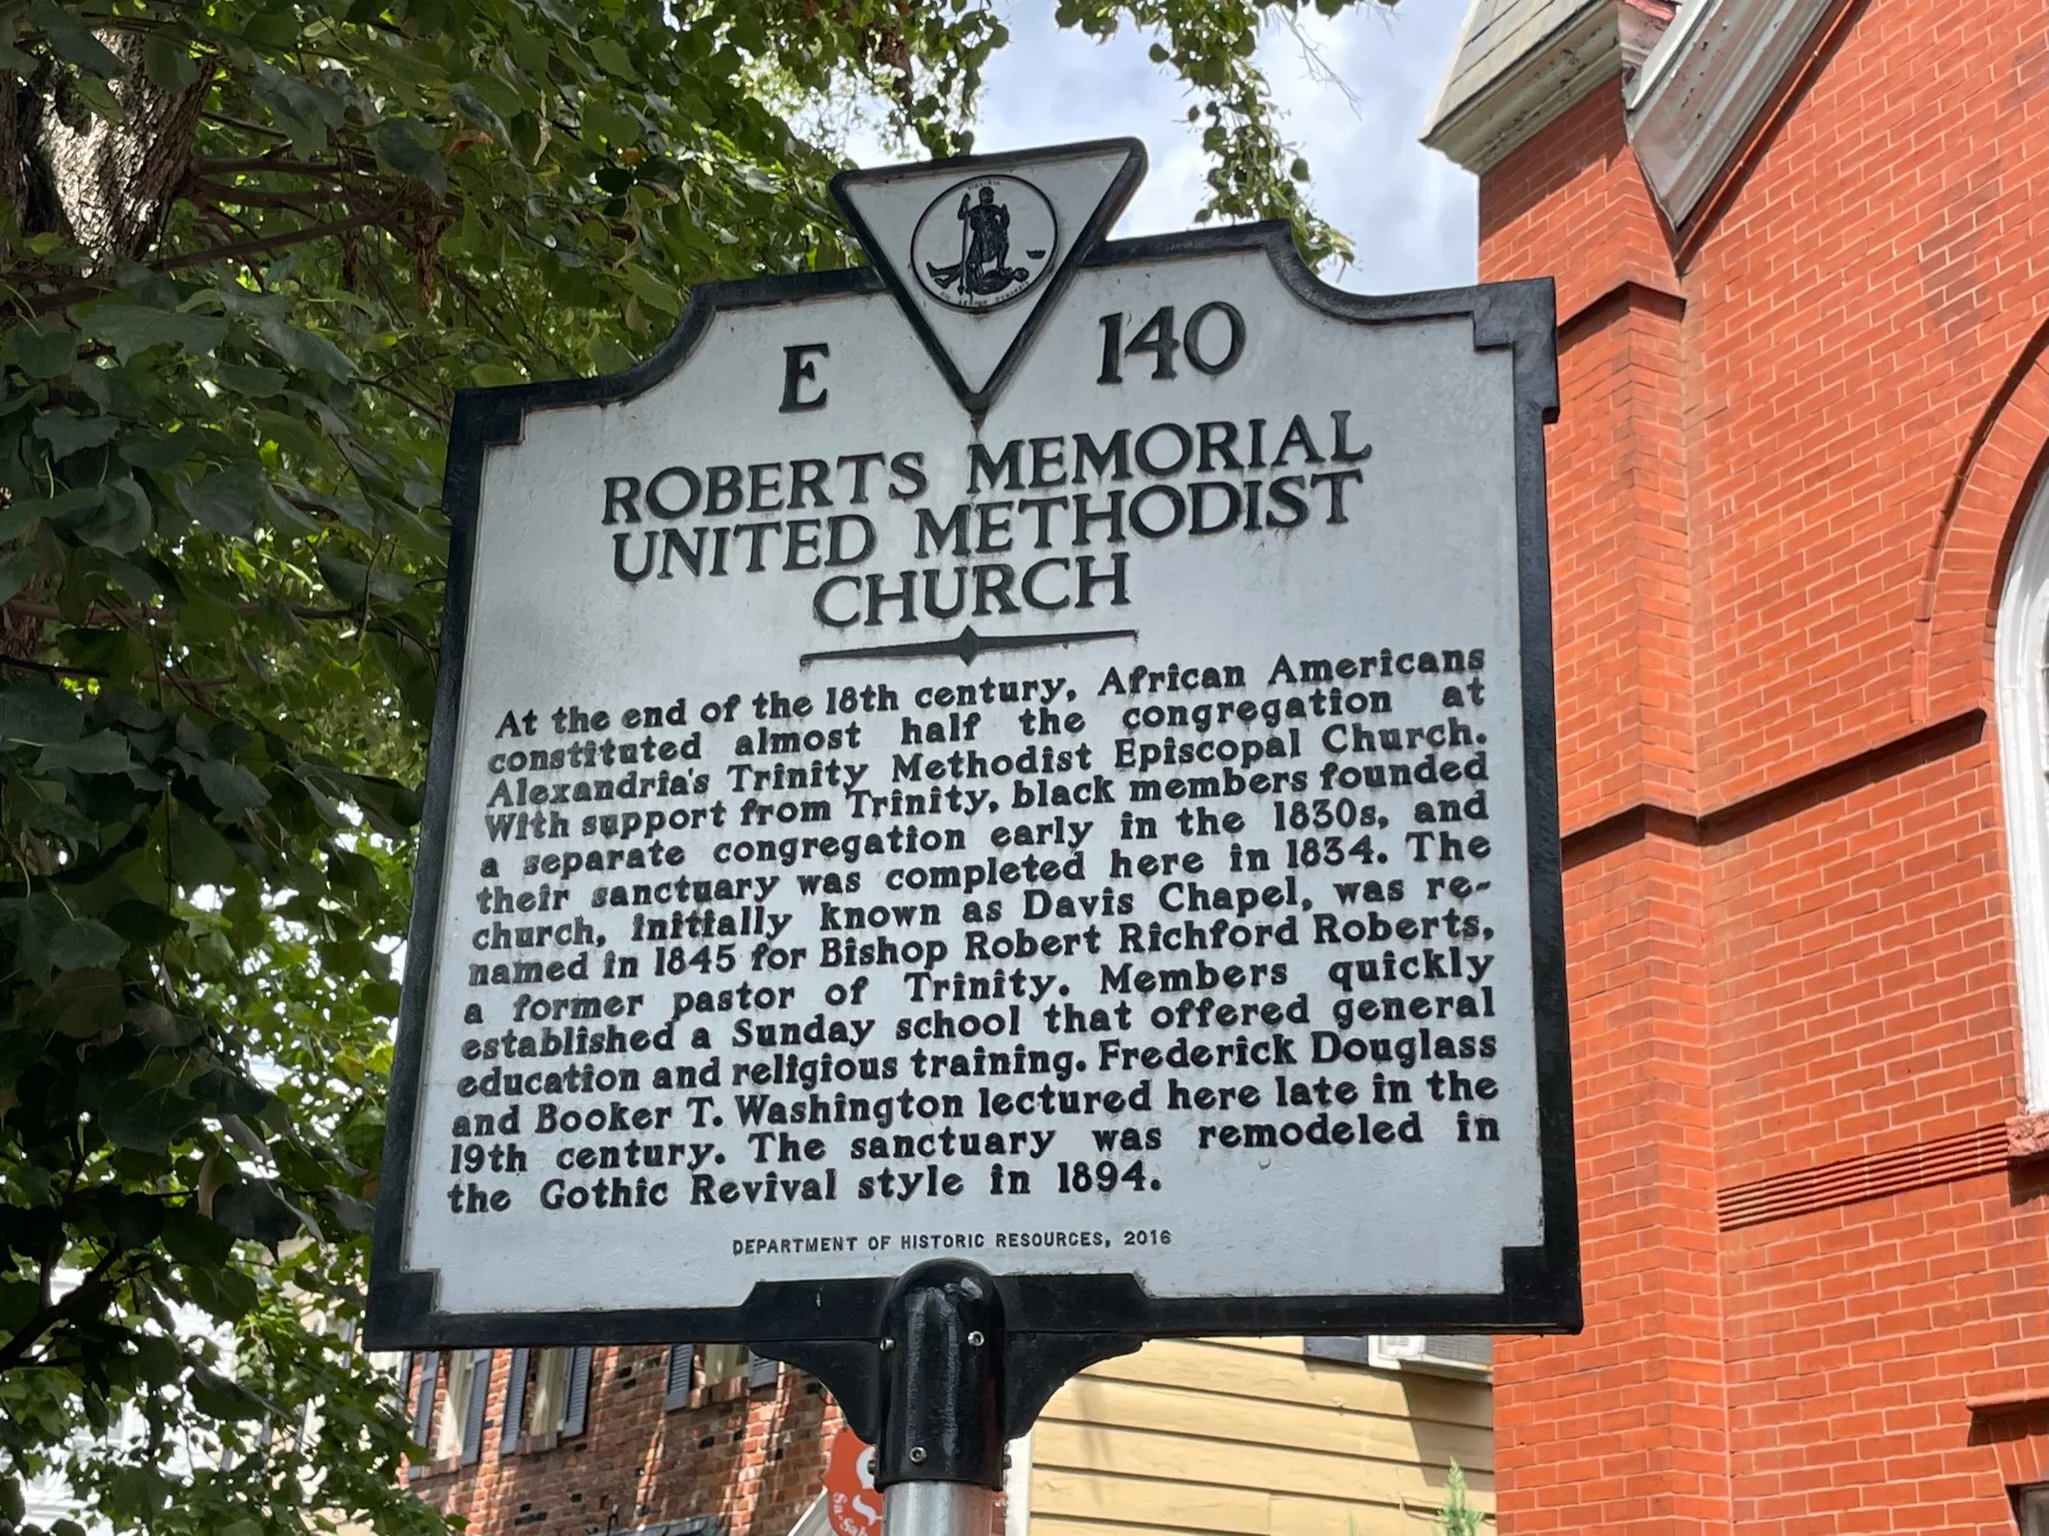 VIRGINIA
E 140
ROBERTS MEMORIAL
UNITED METHODIST
CHURCH
At the end of the 18th century, African Americans
constituted almost half the congregation at
Alexandria's Trinity Methodist Episcopal Church.
With support from Trinity, black members founded
a separate congregation early in the 1830s, and
their sanctuary was completed here in 1834. The
church, initially known as Davis Chapel, was re-
named in 1845 for Bishop Robert Richford Roberts,
a former pastor of Trinity. Members quickly
established a Sunday school that offered general
education and religious training. Frederick Douglass
and Booker T. Washington lectured here late in the
19th century. The sanctuary was remodeled in
the Gothic Revival style in 1894.
DEPARTMENT OF HISTORIC RESOURCES, 2016